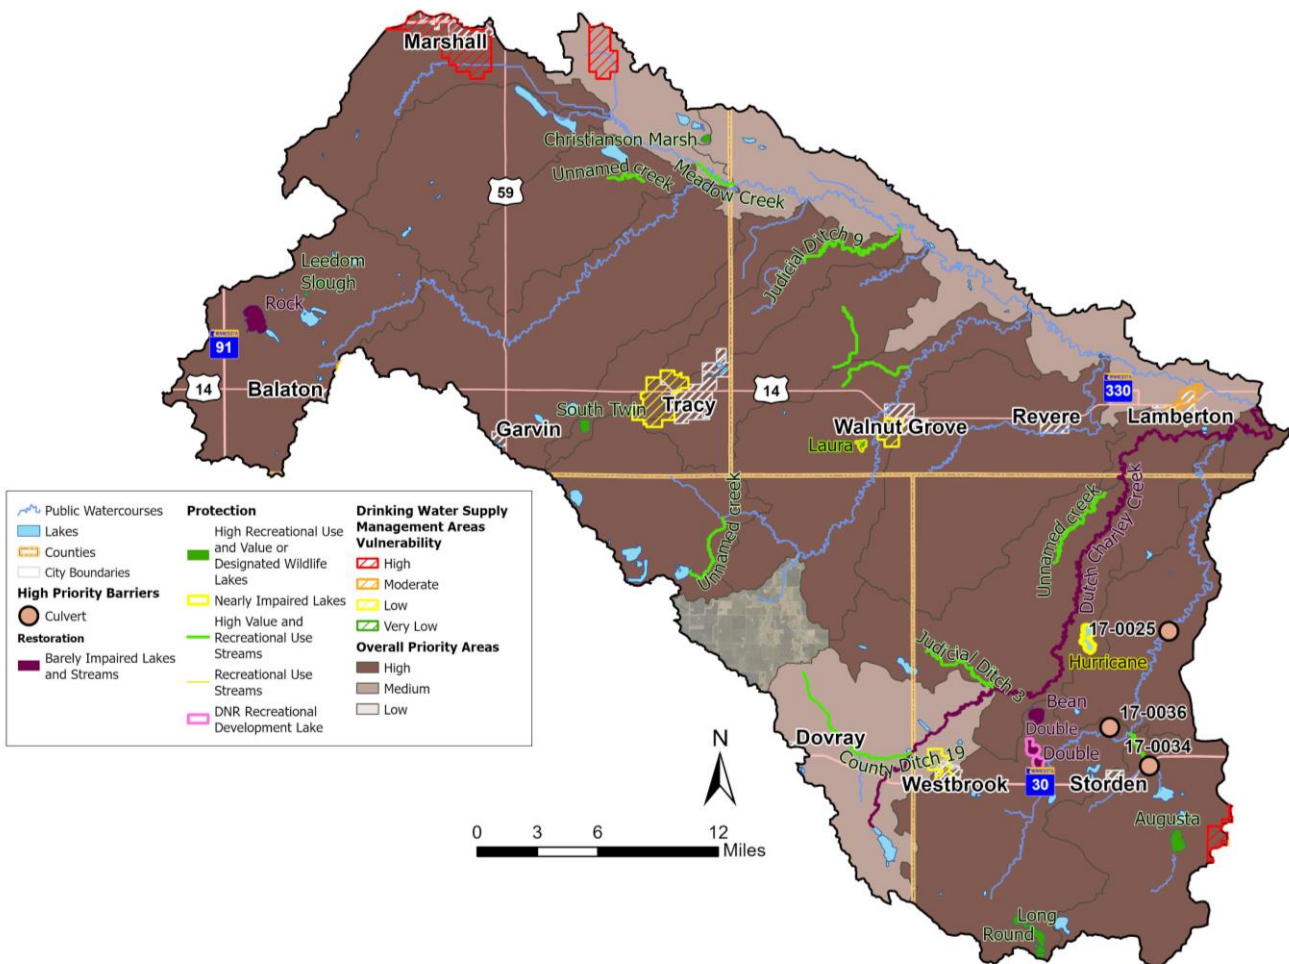 Marshall
Christianson Marsh
Unnamed creek
Meadow Creek
59
Judicial Ditch 9
Leedom
Slough
Rock
MINNESOTA
91
14
Balaton
South Twin
Tracy
14
Garvin
Walnut Grove
Laura
Revere
MINNESOTA
330
Lamberton
Unnamed creek
Unnamed creek
Dutch Charley Creek
17-0025
Hurricane
Judicial Ditch 3
Bean
Double
Double
17-0036
17-0034
Dovray
County Ditch 19
Westbrook
MINNESOTA
30
Storden
Augusta
Long
Round
Public Watercourses
Lakes
Counties
City Boundaries
High Priority Barriers
Culvert
Restoration
Barely Impaired Lakes
and Streams
Protection
High Recreational Use
and Value or
Designated Wildlife
Lakes
Nearly Impaired Lakes
High Value and
Recreational Use
Streams
Recreational Use
Streams
DNR Recreational
Development Lake
Drinking Water Supply
Management Areas
Vulnerability
High
Moderate
Low
Very Low
Overall Priority Areas
High
Medium
Low
N
0 3 6 12
Miles